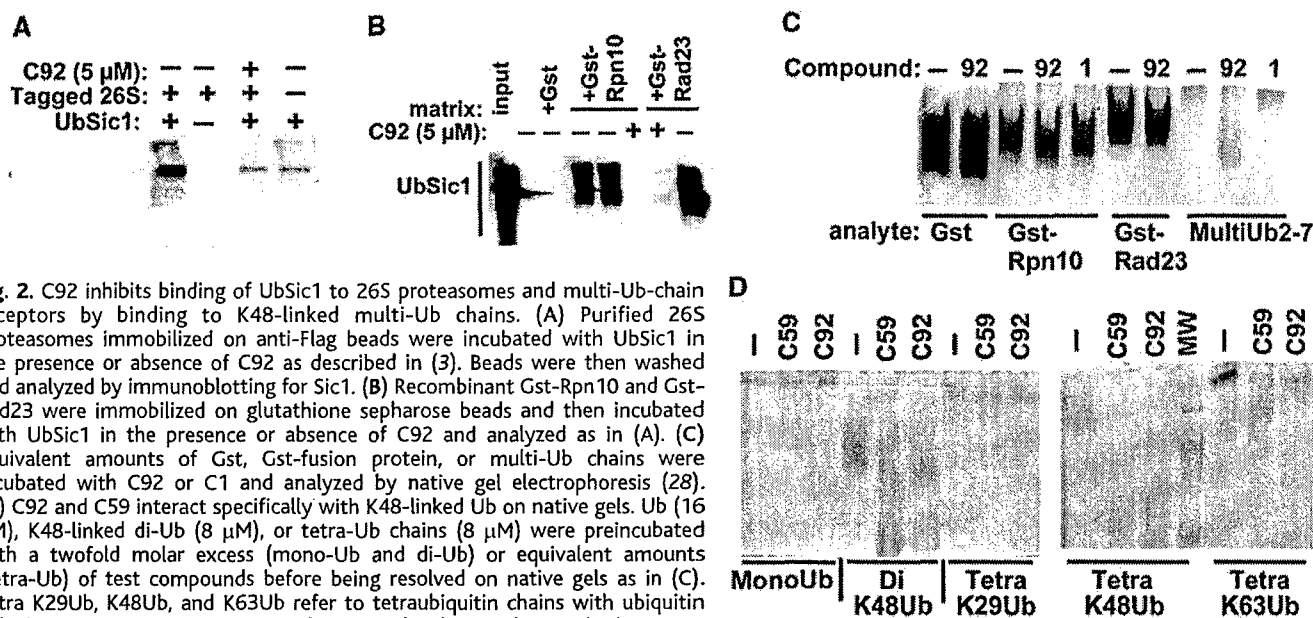 A
C92 (5 µM): – – + –
Tagged 26S: + + + –
UbSic1: + – + +
B
input
+Gst
+Gst-
Rpn10
+Gst-
Rad23
matrix:
C92 (5 µM): – – – – + + –
UbSic1
C
Compound: – 92 – 92 1 – 92 – 92 1
analyte: Gst Gst-Rpn10 Gst-Rad23 MultiUb2-7
D
– C59 C92 – C59 C92 – C59 C92 – C59 C92 MW – C59 C92
MonoUb Di K48Ub Tetra K29Ub Tetra K48Ub Tetra K63Ub
g. 2. C92 inhibits binding of UbSic1 to 26S proteasomes and multi-Ub-chain
ceptors by binding to K48-linked multi-Ub chains. (A) Purified 26S
oteasomes immobilized on anti-Flag beads were incubated with UbSic1 in
e presence or absence of C92 as described in (3). Beads were then washed
d analyzed by immunoblotting for Sic1. (B) Recombinant Gst-Rpn10 and Gst-
d23 were immobilized on glutathione sepharose beads and then incubated
th UbSic1 in the presence or absence of C92 and analyzed as in (A). (C)
uivalent amounts of Gst, Gst-fusion protein, or multi-Ub chains were
cubated with C92 or C1 and analyzed by native gel electrophoresis (28).
) C92 and C59 interact specifically with K48-linked Ub on native gels. Ub (16
M), K48-linked di-Ub (8 µM), or tetra-Ub chains (8 µM) were preincubated
th a twofold molar excess (mono-Ub and di-Ub) or equivalent amounts
etra-Ub) of test compounds before being resolved on native gels as in (C).
tra K29Ub, K48Ub, and K63Ub refer to tetraubiquitin chains with ubiquitin